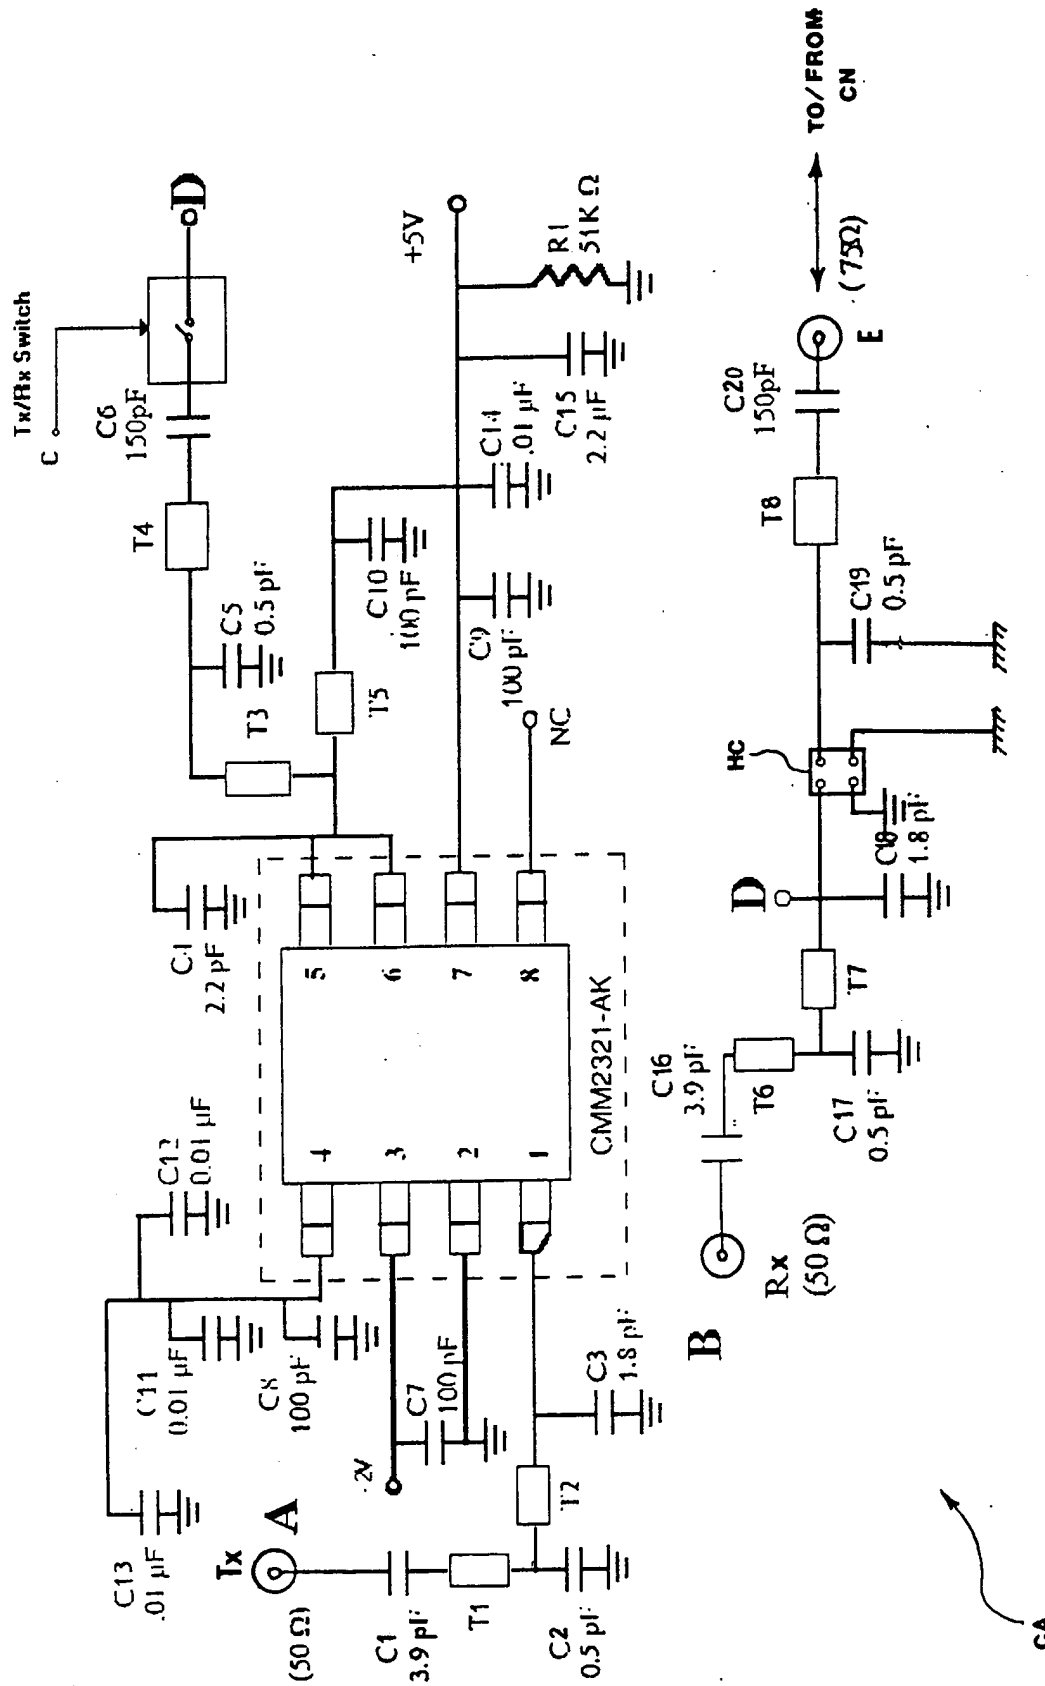 Tx/Rx Switch
C
C6
150pF
D
T4
C5
0.5 pF
T3
T5
C10
100 pF
+5V
R1
51K Ω
C14
.01 µF
C15
2.2 µF
C9
100 pF
NC
2.2 pF
5
6
7
8
4
3
2
1
CMM2321-AK
C12
0.01 µF
C11
0.01 µF
C8
100 pF
C13
.01 µF
C7
100 pF
-2V
Tx
A
(50 Ω)
C1
3.9 pF
T1
C2
0.5 pF
T2
C3
1.8 pF
B
Rx
(50 Ω)
C16
3.9 pF
T6
C17
0.5 pF
T7
D
C18
1.8 pF
HC
C19
0.5 pF
T8
C20
150pF
E
(75Ω)
TO/FROM
CN
CA